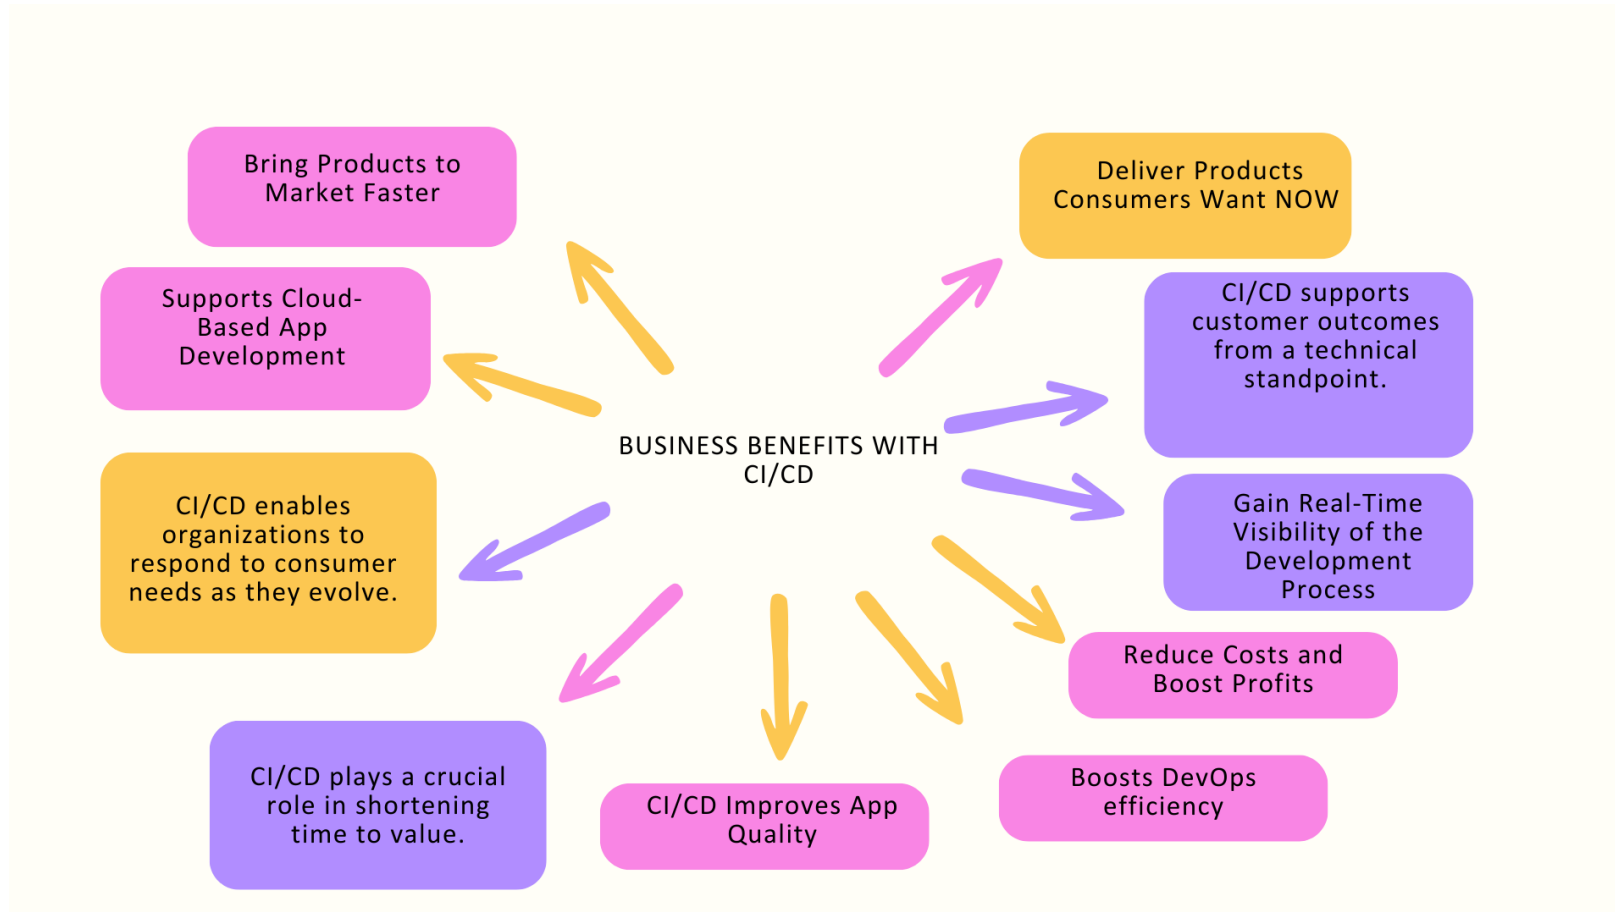 Bring Products to
Market Faster
Deliver Products
Consumers Want NOW
Supports Cloud-
Based App
Development
CI/CD supports
customer outcomes
from a technical
standpoint.
BUSINESS BENEFITS WITH
CI/CD
CI/CD enables
organizations to
respond to consumer
needs as they evolve.
Gain Real-Time
Visibility of the
Development
Process
Reduce Costs and
Boost Profits
CI/CD plays a crucial
role in shortening
time to value.
CI/CD Improves App
Quality
Boosts DevOps
efficiency